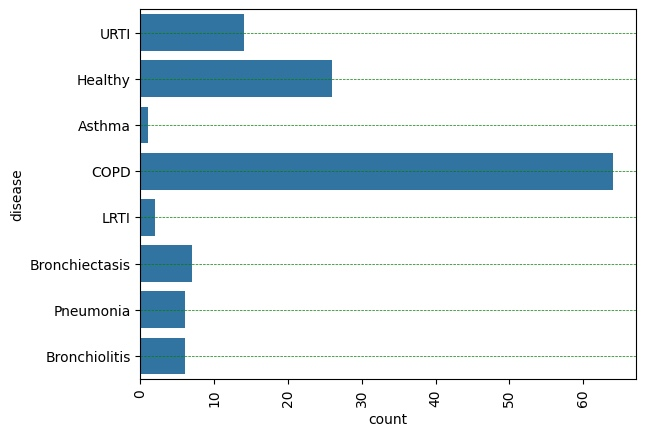 URTI
Healthy
Asthma
COPD
LRTI
Bronchiectasis
Pneumonia
Bronchiolitis
disease
0
10
20
30
40
50
60
count